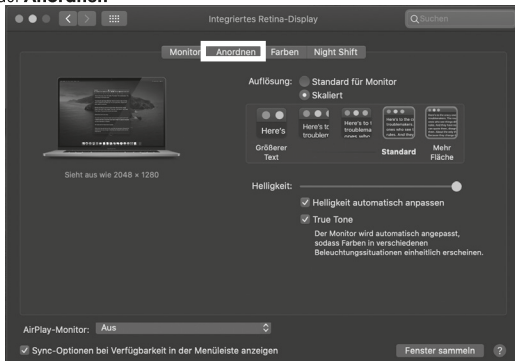 auf Anordnen
Integriertes Retina-Display
Suchen
Monitor Anordnen Farben Night Shift
Auflösung: Standard für Monitor
Skaliert
Here's
Größerer
Text
Standard
Mehr
Fläche
Sieht aus wie 2048 × 1280
Helligkeit:
Helligkeit automatisch anpassen
True Tone
Der Monitor wird automatisch angepasst,
sodass Farben in verschiedenen
Beleuchtungssituationen einheitlich erscheinen.
AirPlay-Monitor: Aus
Sync-Optionen bei Verfügbarkeit in der Menüleiste anzeigen
Fenster sammeln ?